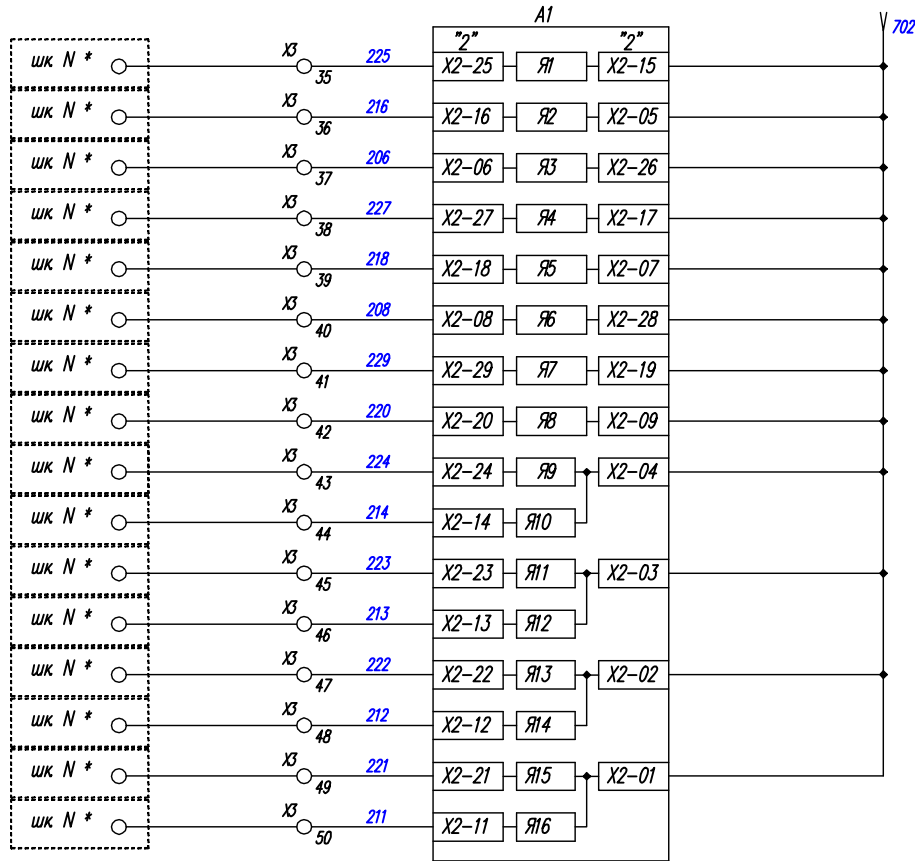 А1
702
"2" "2"
шк N * X3 35 225 X2-25 Я1 X2-15
шк N * X3 36 216 X2-16 Я2 X2-05
шк N * X3 37 206 X2-06 Я3 X2-26
шк N * X3 38 227 X2-27 Я4 X2-17
шк N * X3 39 218 X2-18 Я5 X2-07
шк N * X3 40 208 X2-08 Я6 X2-28
шк N * X3 41 229 X2-29 Я7 X2-19
шк N * X3 42 220 X2-20 Я8 X2-09
шк N * X3 43 224 X2-24 Я9 X2-04
шк N * X3 44 214 X2-14 Я10
шк N * X3 45 223 X2-23 Я11 X2-03
шк N * X3 46 213 X2-13 Я12
шк N * X3 47 222 X2-22 Я13 X2-02
шк N * X3 48 212 X2-12 Я14
шк N * X3 49 221 X2-21 Я15 X2-01
шк N * X3 50 211 X2-11 Я16